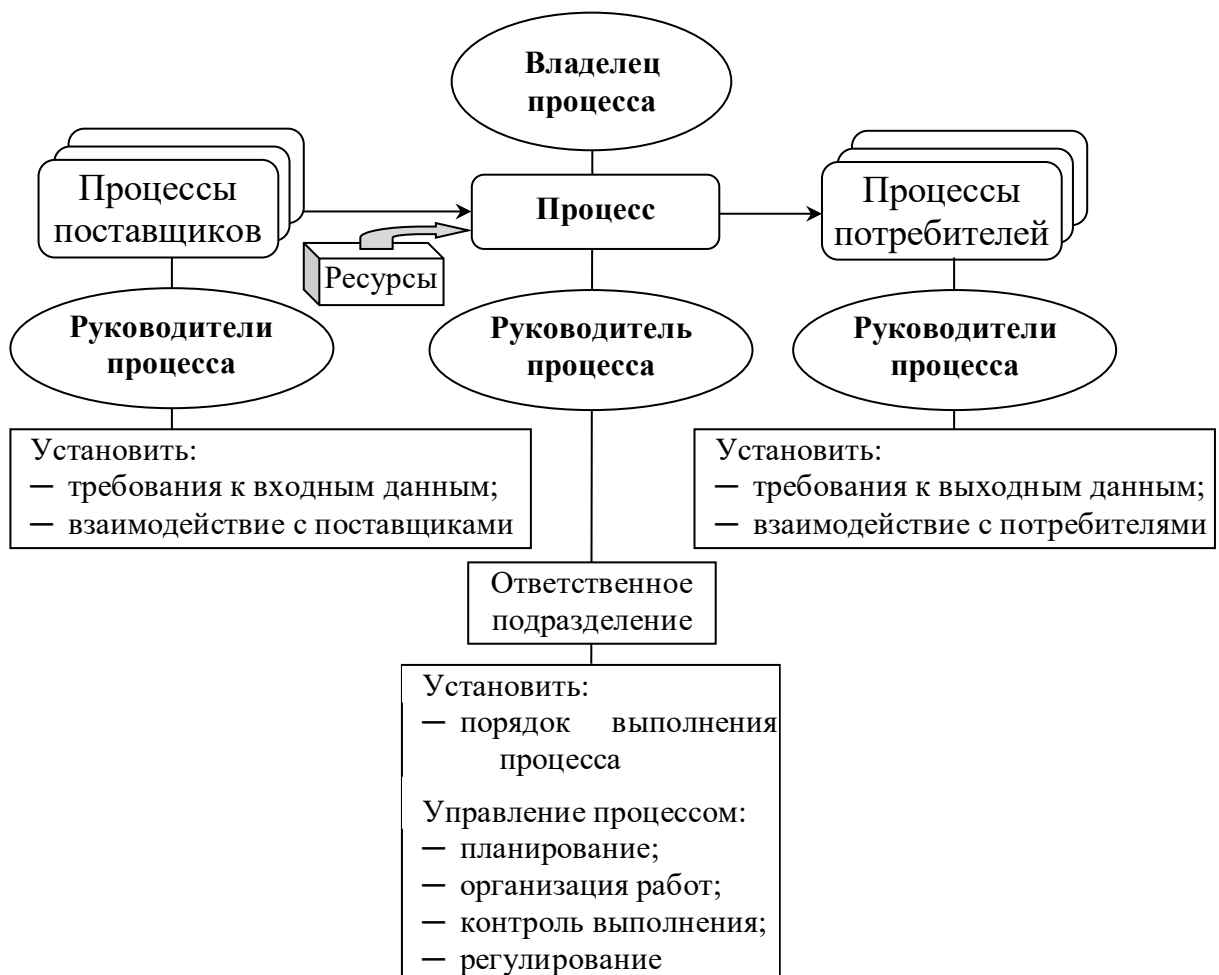 Владелец
процесса
Процессы
поставщиков
Процесс
Процессы
потребителей
Ресурсы
Руководители
процесса
Руководитель
процесса
Руководители
процесса
Установить:
— требования к входным данным;
— взаимодействие с поставщиками
Установить:
— требования к выходным данным;
— взаимодействие с потребителями
Ответственное
подразделение
Установить:
— порядок выполнения
процесса
Управление процессом:
— планирование;
— организация работ;
— контроль выполнения;
— регулирование